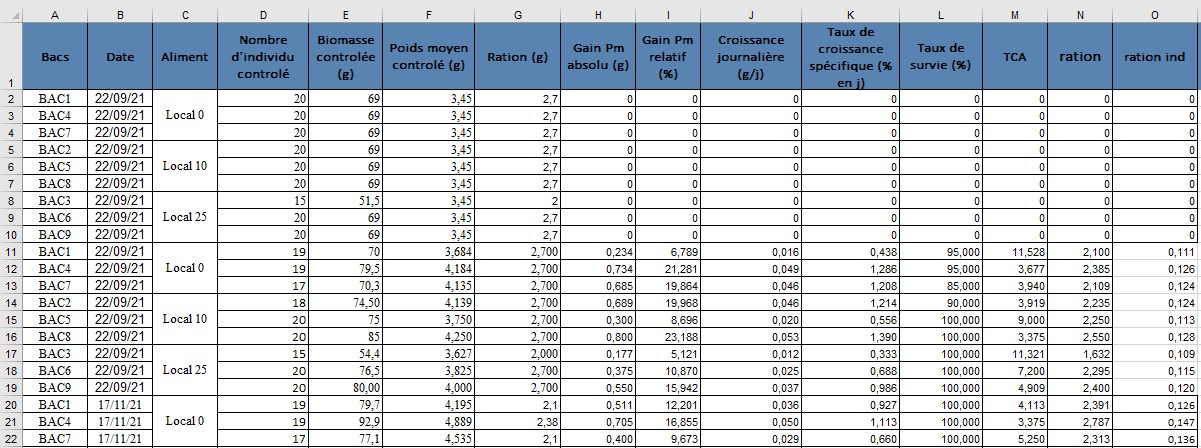 A B C D E F G H I J K L M N O
1 Bacs Date Aliment Nombre d'individu controlé Biomasse controlée (g) Poids moyen controlé (g) Ration (g) Gain Pm absolu (g) Gain Pm relatif (%) Croissance journalière (g/j) Taux de croissance spécifique (% en j) Taux de survie (%) TCA ration ration ind
2 BAC1 22/09/21 20 69 3,45 2,7 0 0 0 0 0 0 0 0
3 BAC4 22/09/21 Local 0 20 69 3,45 2,7 0 0 0 0 0 0 0 0
4 BAC7 22/09/21 20 69 3,45 2,7 0 0 0 0 0 0 0 0
5 BAC2 22/09/21 20 69 3,45 2,7 0 0 0 0 0 0 0 0
6 BAC5 22/09/21 Local 10 20 69 3,45 2,7 0 0 0 0 0 0 0 0
7 BAC8 22/09/21 20 69 3,45 2,7 0 0 0 0 0 0 0 0
8 BAC3 22/09/21 15 51,5 3,45 2 0 0 0 0 0 0 0 0
9 BAC6 22/09/21 Local 25 20 69 3,45 2,7 0 0 0 0 0 0 0 0
10 BAC9 22/09/21 20 69 3,45 2,7 0 0 0 0 0 0 0 0
11 BAC1 22/09/21 19 70 3,684 2,700 0,234 6,789 0,016 0,438 95,000 11,528 2,100 0,111
12 BAC4 22/09/21 Local 0 19 79,5 4,184 2,700 0,734 21,281 0,049 1,286 95,000 3,677 2,385 0,126
13 BAC7 22/09/21 17 70,3 4,135 2,700 0,685 19,864 0,046 1,208 85,000 3,940 2,109 0,124
14 BAC2 22/09/21 18 74,50 4,139 2,700 0,689 19,968 0,046 1,214 90,000 3,919 2,235 0,124
15 BAC5 22/09/21 Local 10 20 75 3,750 2,700 0,300 8,696 0,020 0,556 100,000 9,000 2,250 0,113
16 BAC8 22/09/21 20 85 4,250 2,700 0,800 23,188 0,053 1,390 100,000 3,375 2,550 0,128
17 BAC3 22/09/21 15 54,4 3,627 2,000 0,177 5,121 0,012 0,333 100,000 11,321 1,632 0,109
18 BAC6 22/09/21 Local 25 20 76,5 3,825 2,700 0,375 10,870 0,025 0,688 100,000 7,200 2,295 0,115
19 BAC9 22/09/21 20 80,00 4,000 2,700 0,550 15,942 0,037 0,986 100,000 4,909 2,400 0,120
20 BAC1 17/11/21 19 79,7 4,195 2,1 0,511 12,201 0,036 0,927 100,000 4,113 2,391 0,126
21 BAC4 17/11/21 Local 0 19 92,9 4,889 2,38 0,705 16,855 0,050 1,113 100,000 3,375 2,787 0,147
22 BAC7 17/11/21 17 77,1 4,535 2,1 0,400 9,673 0,029 0,660 100,000 5,250 2,313 0,136